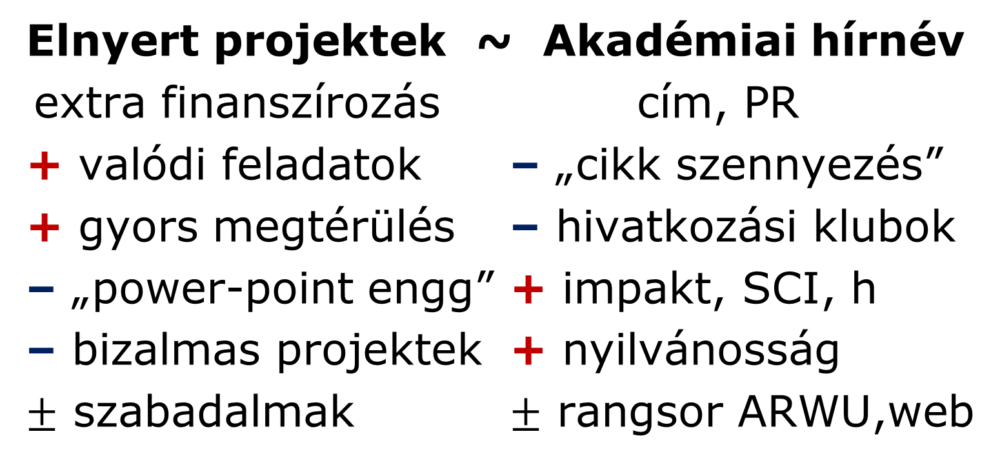 Elnyert projektek ~ Akadémiai hírnév
extra finanszírozás cím, PR
+ valódi feladatok – „cikk szennyezés”
+ gyors megtérülés – hivatkozási klubok
– „power-point engg” + impakt, SCI, h
– bizalmas projektek + nyilvánosság
± szabadalmak ± rangsor ARWU,web